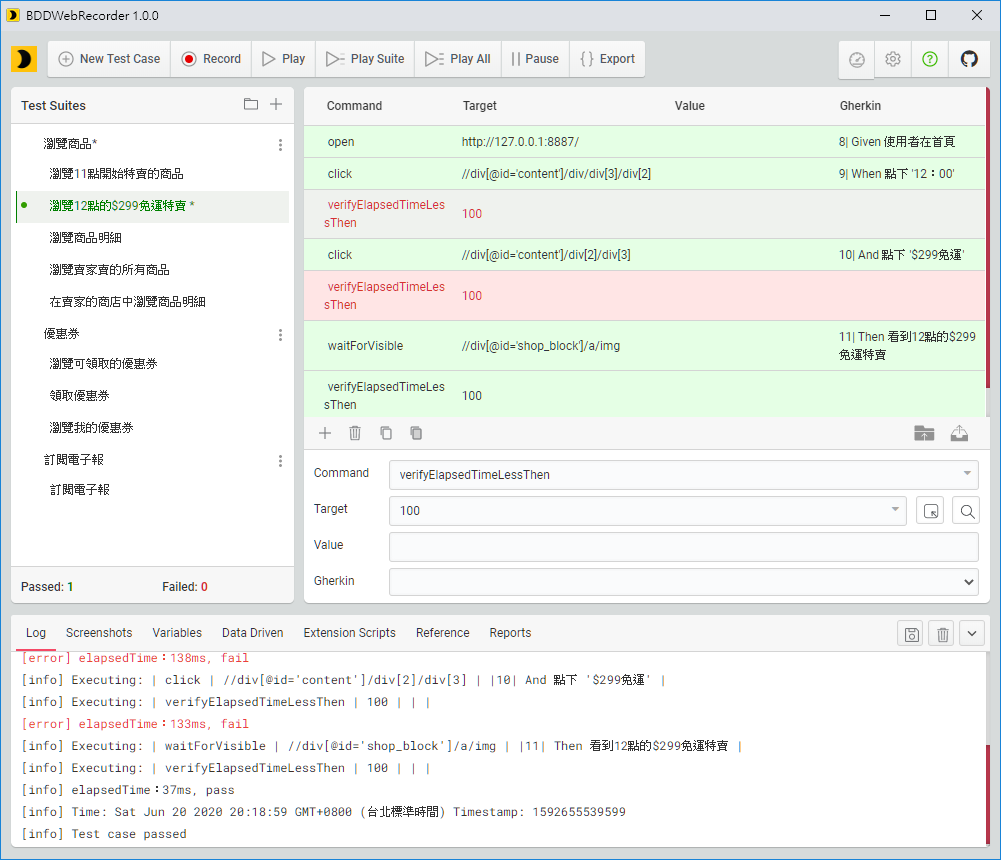 BDDWebRecorder 1.0.0
New Test Case Record Play Play Suite Play All Pause Export
Test Suites
瀏覽商品*
瀏覽11點開始特賣的商品
瀏覽12點的$299免運特賣 *
瀏覽商品明細
瀏覽賣家賣的所有商品
在賣家的商店中瀏覽商品明細
優惠券
瀏覽可領取的優惠券
領取優惠券
瀏覽我的優惠券
訂閱電子報
訂閱電子報
Passed: 1 Failed: 0
Command Target Value Gherkin
open http://127.0.0.1:8887/ 8| Given 使用者在首頁
click //div[@id='content']/div/div[3]/div[2] 9| When 點下 '12：00'
verifyElapsedTimeLes
sThen 100
click //div[@id='content']/div[2]/div[3] 10| And 點下 '$299免運'
verifyElapsedTimeLes
sThen 100
waitForVisible //div[@id='shop_block']/a/img 11| Then 看到12點的$299
免運特賣
verifyElapsedTimeLes
sThen 100
Command verifyElapsedTimeLessThen
Target 100
Value
Gherkin
Log Screenshots Variables Data Driven Extension Scripts Reference Reports
[error] elapsedTime：138ms, fail
[info] Executing: | click | //div[@id='content']/div[2]/div[3] | |10| And 點下 '$299免運' |
[info] Executing: | verifyElapsedTimeLessThen | 100 | | |
[error] elapsedTime：133ms, fail
[info] Executing: | waitForVisible | //div[@id='shop_block']/a/img | |11| Then 看到12點的$299免運特賣 |
[info] Executing: | verifyElapsedTimeLessThen | 100 | | |
[info] elapsedTime：37ms, pass
[info] Time: Sat Jun 20 2020 20:18:59 GMT+0800 (台北標準時間) Timestamp: 1592655539599
[info] Test case passed